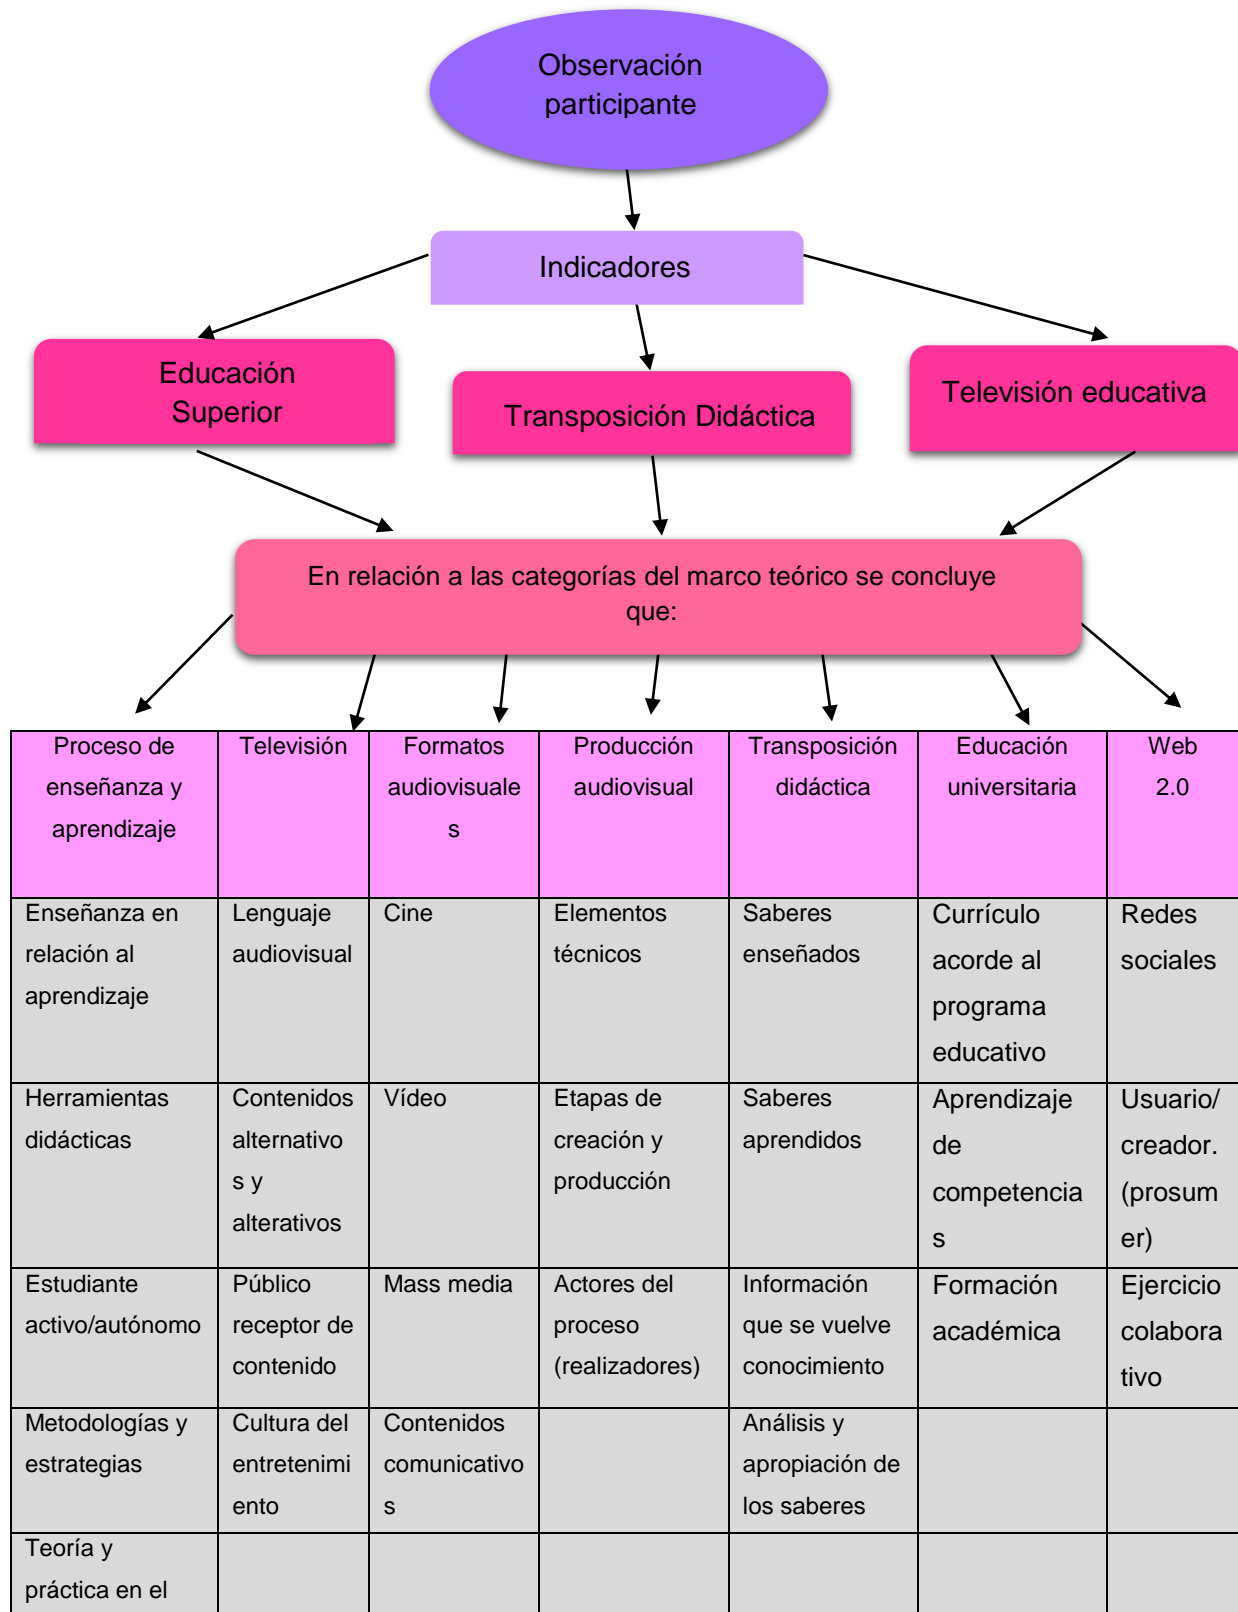 Observación
participante
Indicadores
Educación
Superior
Transposición Didáctica
Televisión educativa
En relación a las categorías del marco teórico se concluye
que:
Proceso de
enseñanza y
aprendizaje
Televisión
Formatos
audiovisuale
s
Producción
audiovisual
Transposición
didáctica
Educación
universitaria
Web
2.0
Enseñanza en
relación al
aprendizaje
Lenguaje
audiovisual
Cine
Elementos
técnicos
Saberes
enseñados
Currículo
acorde al
programa
educativo
Redes
sociales
Herramientas
didácticas
Contenidos
alternativo
s y
alterativos
Vídeo
Etapas de
creación y
producción
Saberes
aprendidos
Aprendizaje
de
competencia
s
Usuario/
creador.
(prosum
er)
Estudiante
activo/autónomo
Público
receptor de
contenido
Mass media
Actores del
proceso
(realizadores)
Información
que se vuelve
conocimiento
Formación
académica
Ejercicio
colabora
tivo
Metodologías y
estrategias
Cultura del
entretenimi
ento
Contenidos
comunicativo
s
Análisis y
apropiación de
los saberes
Teoría y
práctica en el